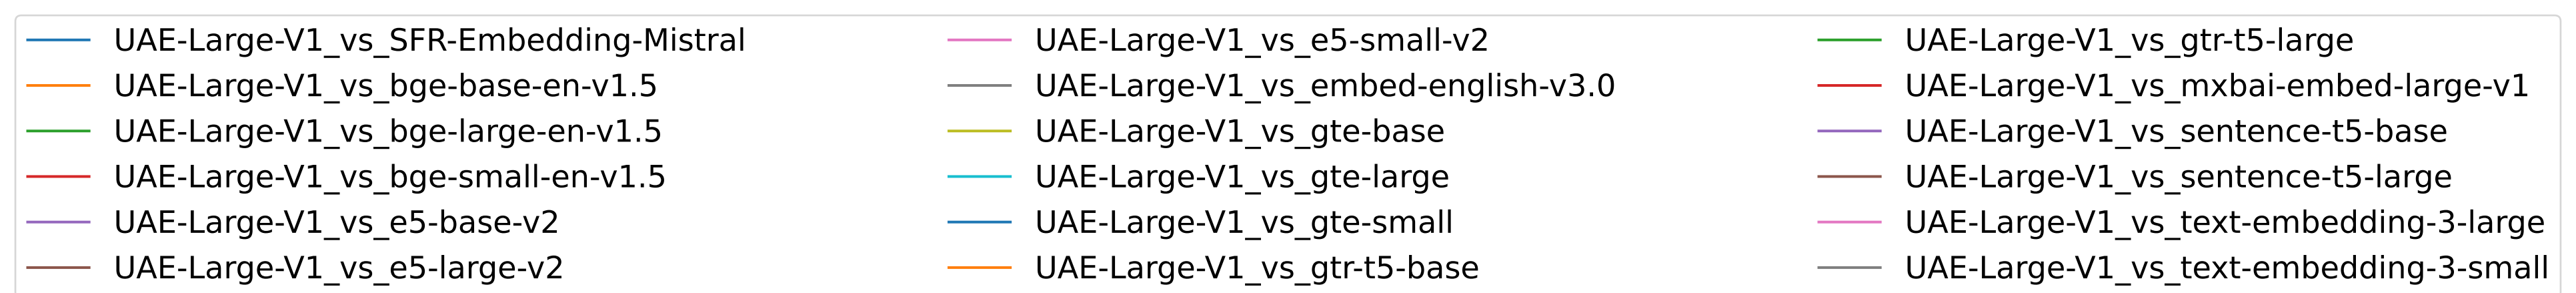 UAE-Large-V1_vs_SFR-Embedding-Mistral
UAE-Large-V1_vs_bge-base-en-v1.5
UAE-Large-V1_vs_bge-large-en-v1.5
UAE-Large-V1_vs_bge-small-en-v1.5
UAE-Large-V1_vs_e5-base-v2
UAE-Large-V1_vs_e5-large-v2
UAE-Large-V1_vs_e5-small-v2
UAE-Large-V1_vs_embed-english-v3.0
UAE-Large-V1_vs_gte-base
UAE-Large-V1_vs_gte-large
UAE-Large-V1_vs_gte-small
UAE-Large-V1_vs_gtr-t5-base
UAE-Large-V1_vs_gtr-t5-large
UAE-Large-V1_vs_mxbai-embed-large-v1
UAE-Large-V1_vs_sentence-t5-base
UAE-Large-V1_vs_sentence-t5-large
UAE-Large-V1_vs_text-embedding-3-large
UAE-Large-V1_vs_text-embedding-3-small